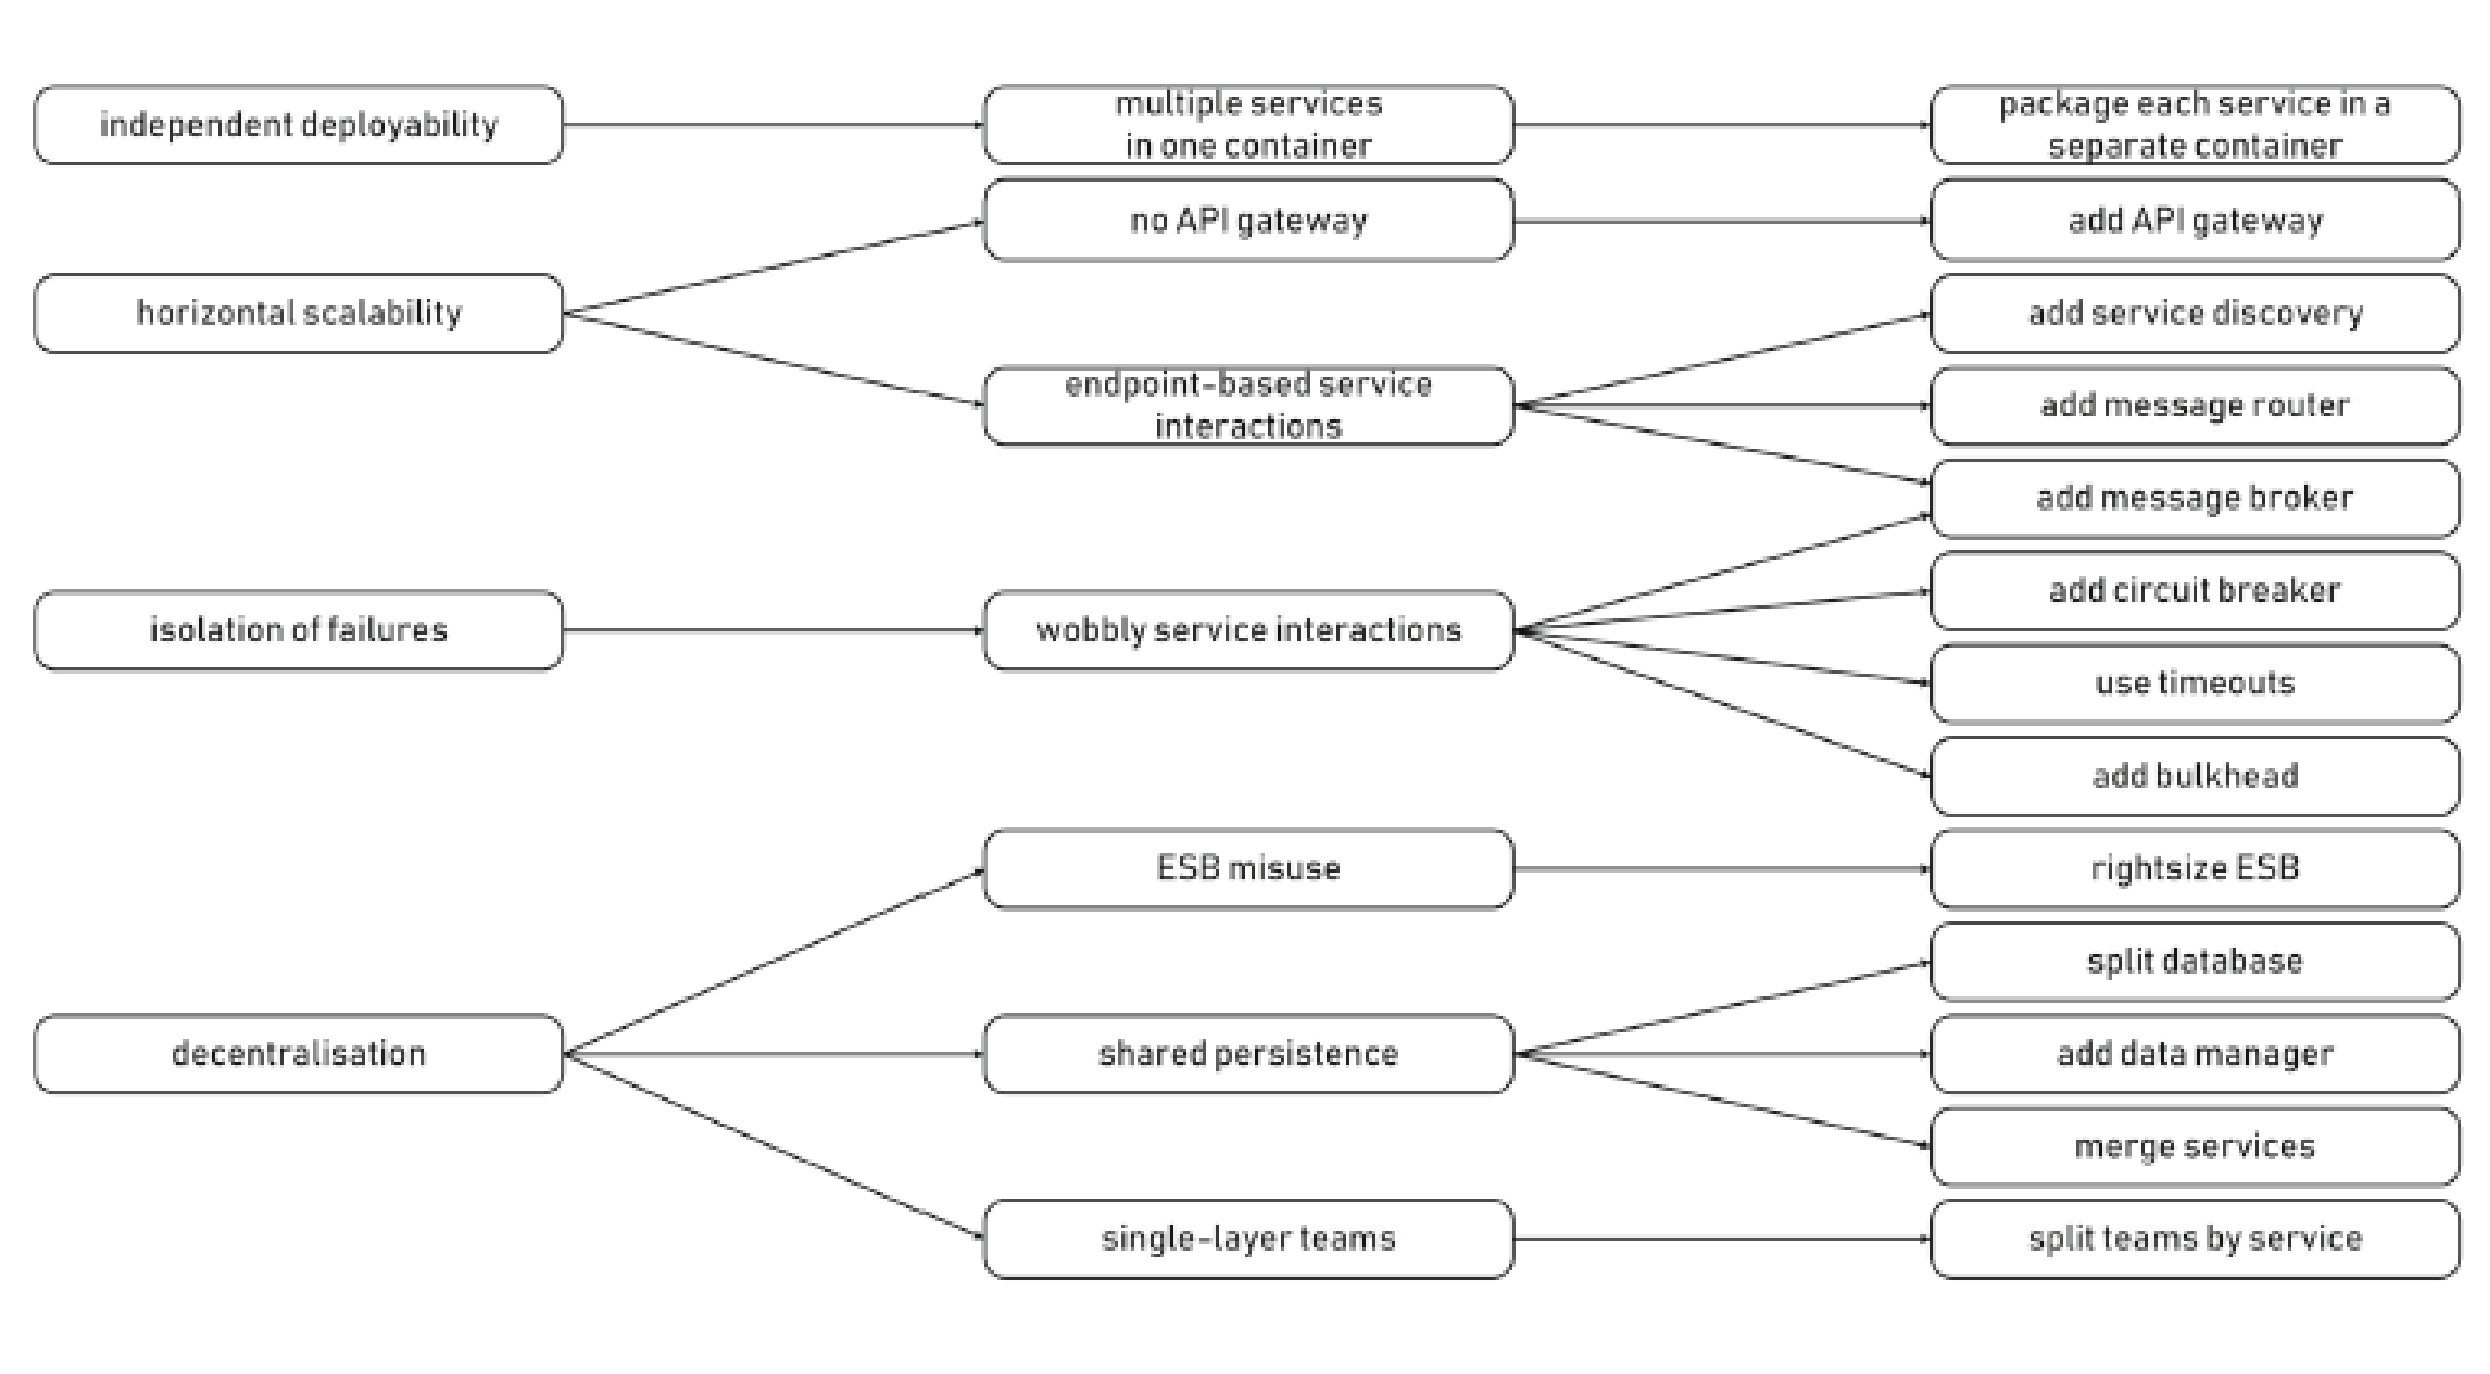 independent deployability
multiple services
in one container
package each service in a
separate container
no API gateway
add API gateway
horizontal scalability
add service discovery
endpoint-based service
interactions
add message router
add message broker
add circuit breaker
isolation of failures
wobbly service interactions
use timeouts
add bulkhead
ESB misuse
rightsize ESB
split database
decentralisation
shared persistence
add data manager
merge services
single-layer teams
split teams by service